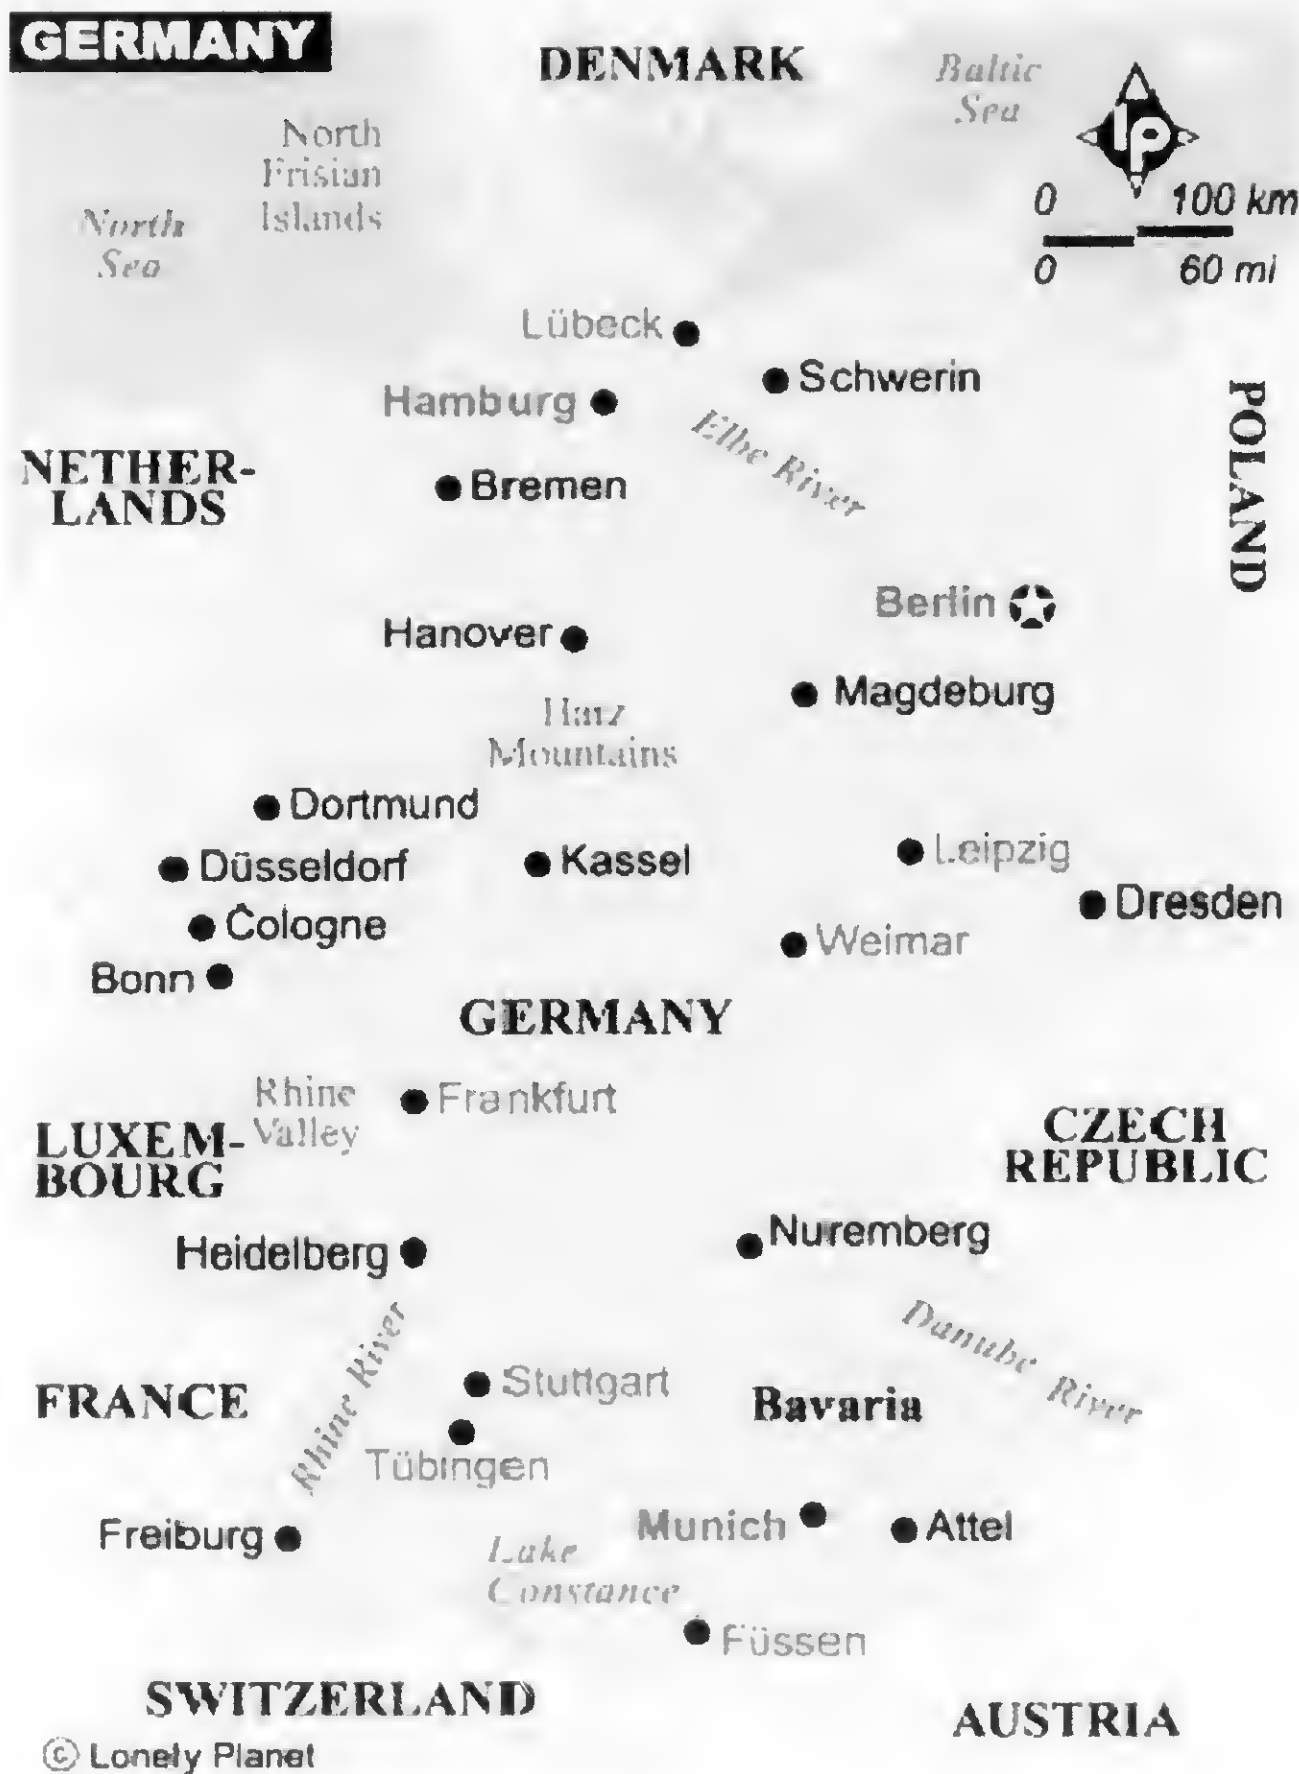 GERMANY
DENMARK
Baltic
Sea
lp
North
Frisian
Islands
North
Sea
0 100 km
0 60 mi
Lübeck
Schwerin
Hamburg
Elbe River
POLAND
NETHER-
LANDS
Bremen
Berlin
Hanover
Magdeburg
Harz
Mountains
Dortmund
Düsseldorf
Kassel
Leipzig
Dresden
Cologne
Weimar
Bonn
GERMANY
Rhine
Valley
Frankfurt
LUXEM-
BOURG
CZECH
REPUBLIC
Heidelberg
Nuremberg
Rhine River
Danube River
FRANCE
Stuttgart
Bavaria
Tübingen
Freiburg
Munich
Attel
Lake
Constance
Füssen
SWITZERLAND
AUSTRIA
© Lonely Planet